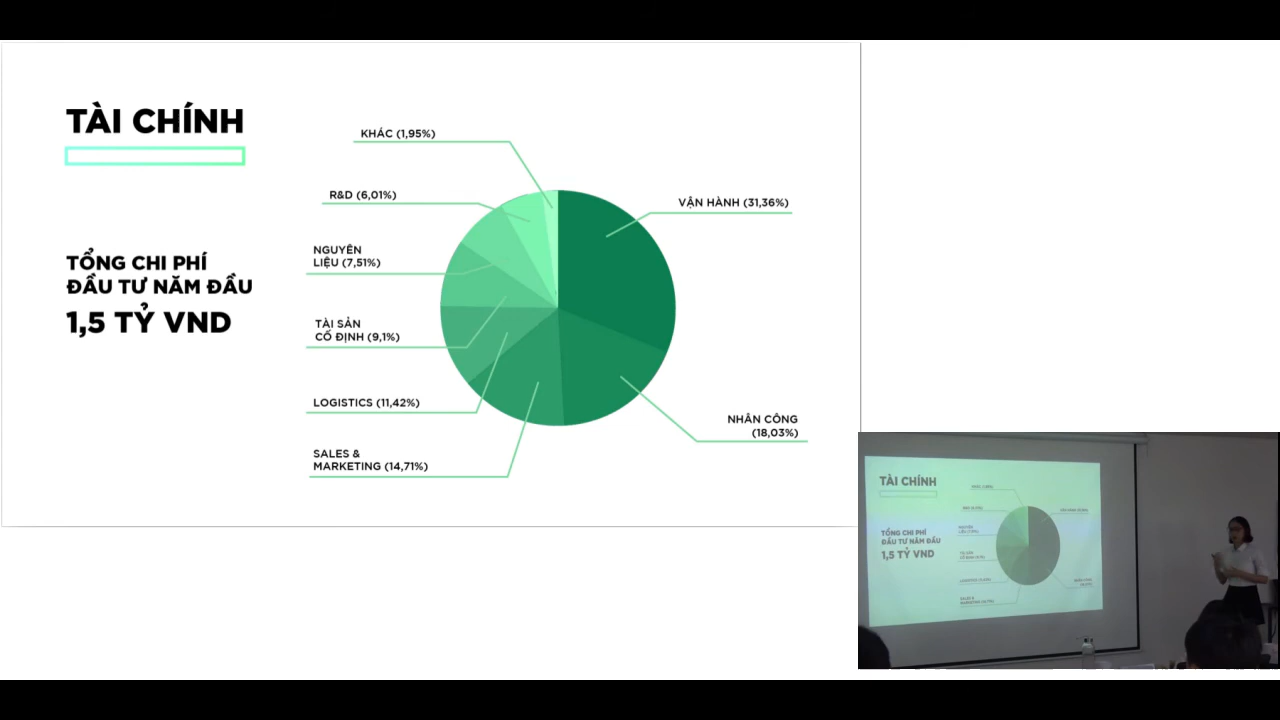 TÀI CHÍNH
TỔNG CHI PHÍ
ĐẦU TƯ NĂM ĐẦU
1,5 TỶ VND
KHÁC (1,95%)
R&D (6,01%)
NGUYÊN
LIỆU (7,51%)
TÀI SẢN
CỐ ĐỊNH (9,1%)
LOGISTICS (11,42%)
SALES &
MARKETING (14,71%)
VẬN HÀNH (31,36%)
NHÂN CÔNG
(18,03%)
TÀI CHÍNH
TỔNG CHI PHÍ
ĐẦU TƯ NĂM ĐẦU
1,5 TỶ VND